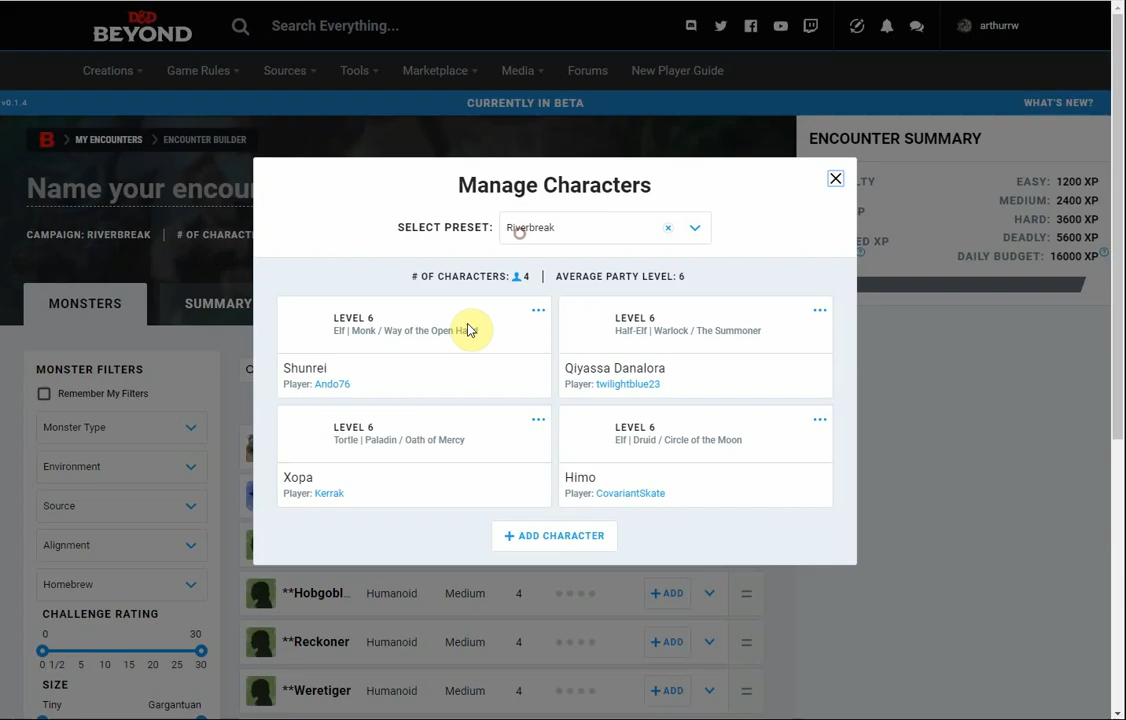 D&D
BEYOND
Search Everything...
arthurrw
Creations
Game Rules
Sources
Tools
Marketplace
Media
Forums
New Player Guide
v0.1.4
CURRENTLY IN BETA
WHAT'S NEW?
MY ENCOUNTERS
ENCOUNTER BUILDER
ENCOUNTER SUMMARY
Name your encou
CAMPAIGN: RIVERBREAK
# OF CHARACT
EASY: 1200 XP
MEDIUM: 2400 XP
HARD: 3600 XP
DEADLY: 5600 XP
DAILY BUDGET: 16000 XP
MONSTERS
SUMMARY
Manage Characters
SELECT PRESET:
Riverbreak
# OF CHARACTERS: 4
AVERAGE PARTY LEVEL: 6
LEVEL 6
Elf | Monk / Way of the Open Hand
Shunrei
Player: Ando76
LEVEL 6
Half-Elf | Warlock / The Summoner
Qiyassa Danalora
Player: twilightblue23
LEVEL 6
Tortle | Paladin / Oath of Mercy
Xopa
Player: Kerrak
LEVEL 6
Elf | Druid / Circle of the Moon
Himo
Player: CovariantSkate
+ ADD CHARACTER
MONSTER FILTERS
Remember My Filters
Monster Type
Environment
Source
Alignment
Homebrew
CHALLENGE RATING
0 30
0 1/2 5 10 15 20 25 30
SIZE
Tiny Gargantuan
**Hobgobl... Humanoid Medium 4 + ADD
**Reckoner Humanoid Medium 4 + ADD
**Weretiger Humanoid Medium 4 + ADD